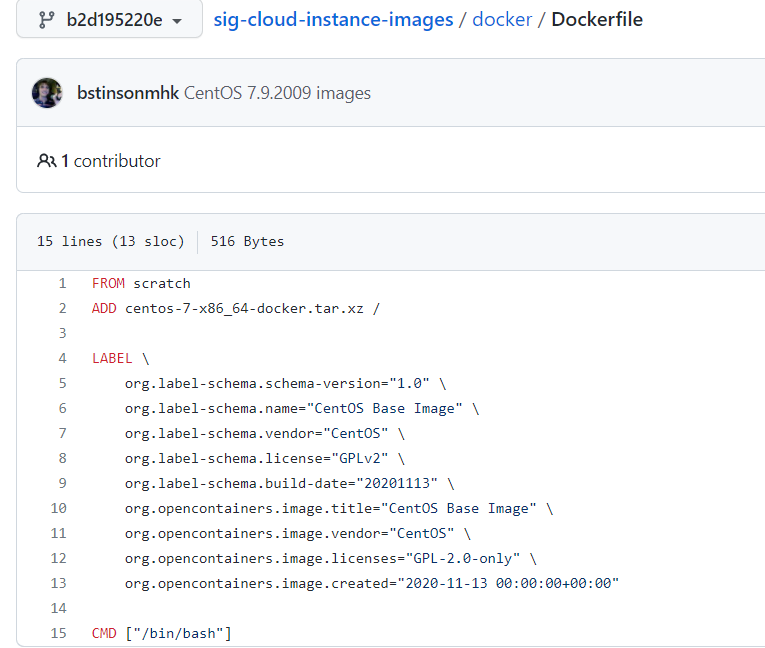 b2d195220e sig-cloud-instance-images / docker / Dockerfile
bstinsonmhk CentOS 7.9.2009 images
1 contributor
15 lines (13 sloc) 516 Bytes
1 FROM scratch
2 ADD centos-7-x86_64-docker.tar.xz /
3
4 LABEL \
5     org.label-schema.schema-version="1.0" \
6     org.label-schema.name="CentOS Base Image" \
7     org.label-schema.vendor="CentOS" \
8     org.label-schema.license="GPLv2" \
9     org.label-schema.build-date="20201113" \
10     org.opencontainers.image.title="CentOS Base Image" \
11     org.opencontainers.image.vendor="CentOS" \
12     org.opencontainers.image.licenses="GPL-2.0-only" \
13     org.opencontainers.image.created="2020-11-13 00:00:00+00:00"
14
15 CMD ["/bin/bash"]